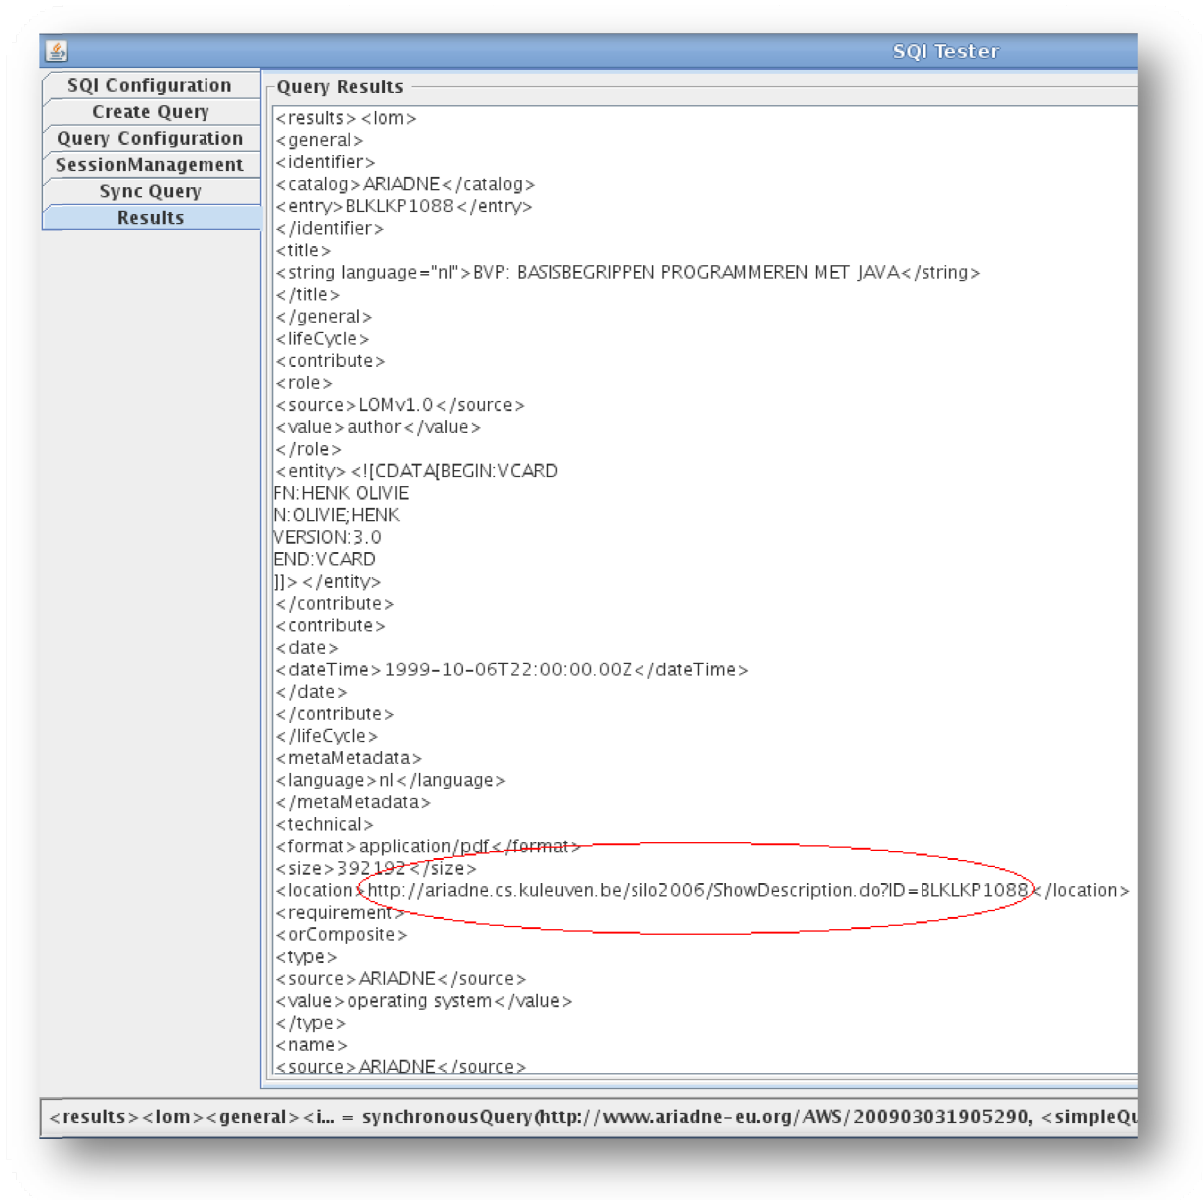 SQI Tester
SQI Configuration
Create Query
Query Configuration
SessionManagement
Sync Query
Results
Query Results
<results><lom>
<general>
<identifier>
<catalog>ARIADNE</catalog>
<entry>BLKLKP1088</entry>
</identifier>
<title>
<string language="nl">BVP: BASISBEGRIPPEN PROGRAMMEREN MET JAVA</string>
</title>
</general>
<lifeCycle>
<contribute>
<role>
<source>LOMv1.0</source>
<value>author</value>
</role>
<entity><![CDATA[BEGIN:VCARD
FN:HENK OLIVIE
N:OLIVIE;HENK
VERSION:3.0
END:VCARD
]]></entity>
</contribute>
<contribute>
<date>
<dateTime>1999-10-06T22:00:00.00Z</dateTime>
</date>
</contribute>
</lifeCycle>
<metaMetadata>
<language>nl</language>
</metaMetadata>
<technical>
<format>application/pdf</format>
<size>392192</size>
<location>http://ariadne.cs.kuleuven.be/silo2006/ShowDescription.do?ID=BLKLKP1088</location>
<requirement>
<orComposite>
<type>
<source>ARIADNE</source>
<value>operating system</value>
</type>
<name>
<source>ARIADNE</source>
<results><lom><general><i... = synchronousQuery(http://www.ariadne-eu.org/AWS/200903031905290, <simpleQu